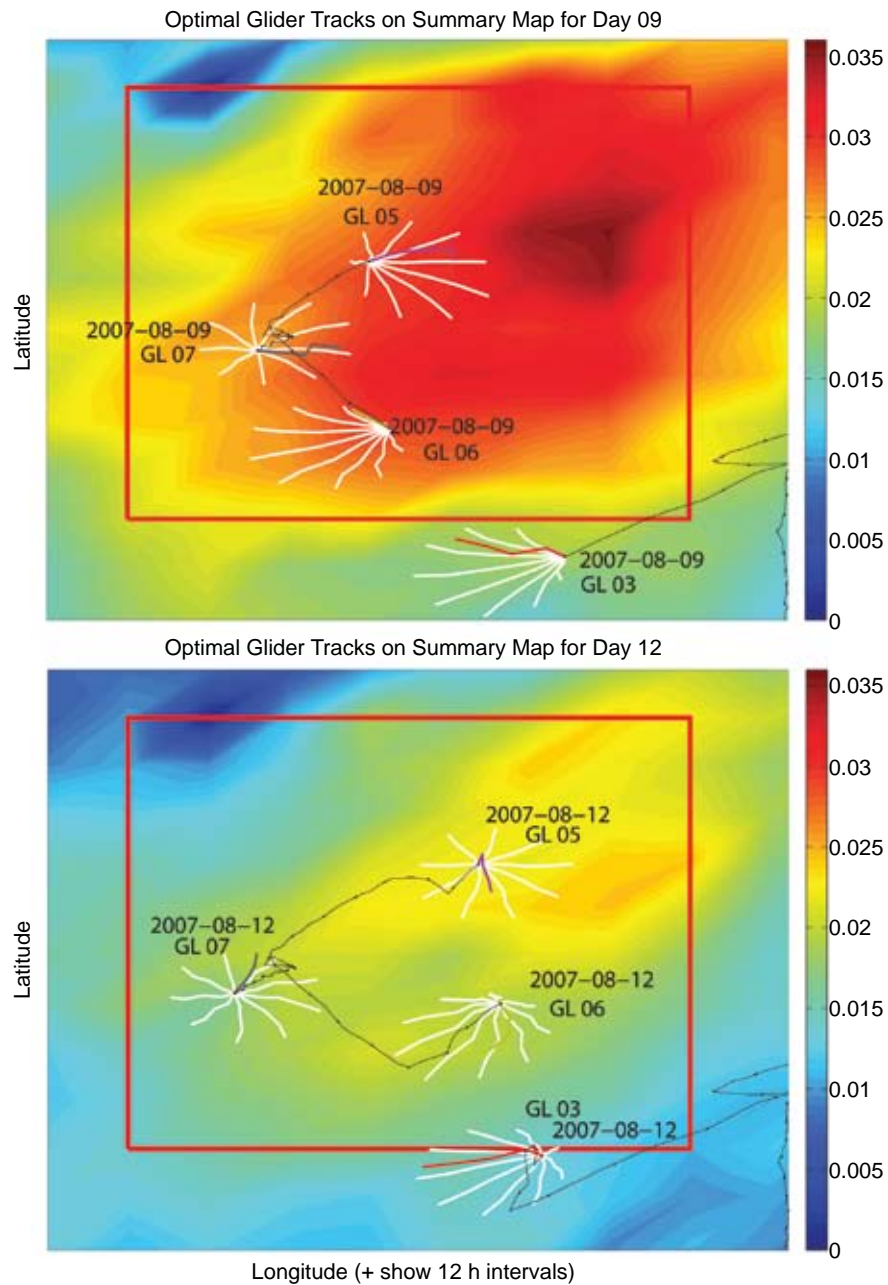 Optimal Glider Tracks on Summary Map for Day 09
0.035
0.03
0.025
0.02
0.015
0.01
0.005
0
Latitude
2007−08−09
GL 05
2007−08−09
GL 07
2007−08−09
GL 06
2007−08−09
GL 03
Optimal Glider Tracks on Summary Map for Day 12
0.035
0.03
0.025
0.02
0.015
0.01
0.005
0
Latitude
2007−08−12
GL 05
2007−08−12
GL 07
2007−08−12
GL 06
GL 03
2007−08−12
Longitude (+ show 12 h intervals)